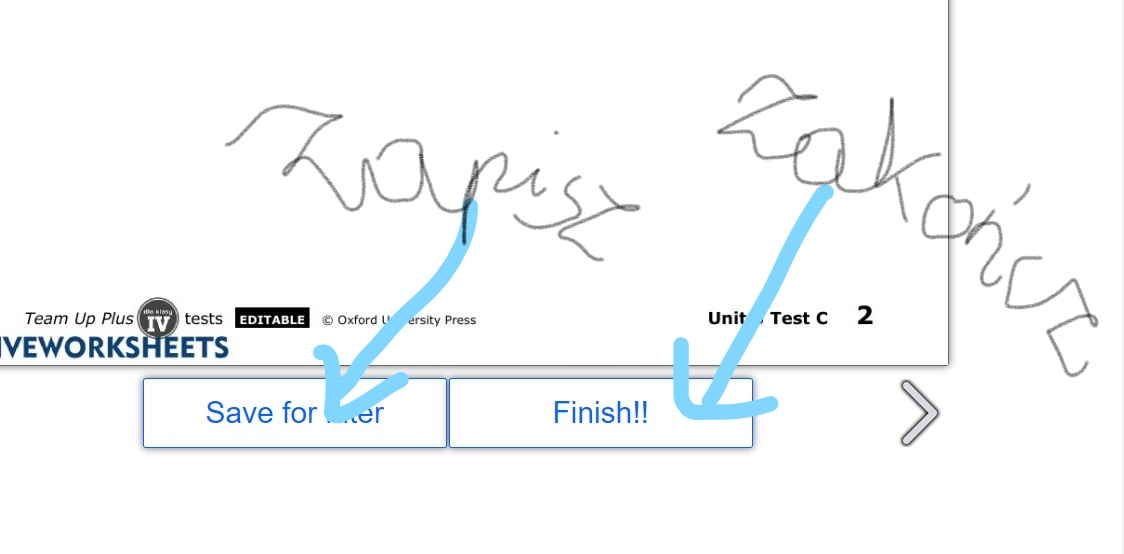 Zapisz
Zakończ
Team Up Plus dla klasy IV tests EDITABLE © Oxford University Press
Unit Test C 2
LIVEWORKSHEETS
Save for later
Finish!!